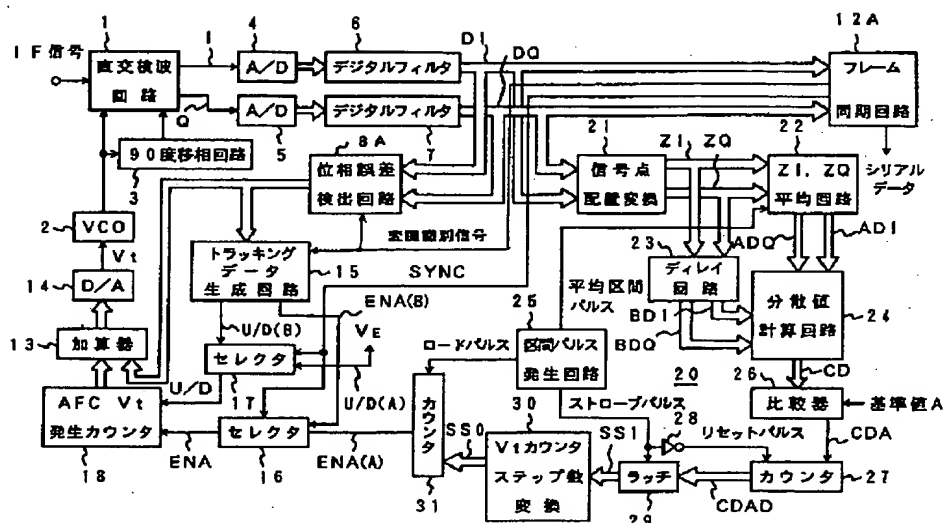 1
4
6
DI
DQ
12A
IF信号
直交検波
回路
I
Q
A/D
デジタルフィルタ
フレーム
同期回路
A/D
デジタルフィルタ
5
7
8A
21
22
90度移相回路
3
位相誤差
検出回路
信号点
配置変換
ZI
ZQ
ZI, ZQ
平均回路
シリアル
データ
2
VCO
Vt
変調識別信号
トラッキング
データ
生成回路
15
SYNC
23
ディレイ
回路
ADQ
ADI
14
D/A
ENA(B)
25
平均区間
パルス
BDI
BDQ
分散値
計算回路
24
U/D(B)
VE
13
加算器
セレクタ
17
ロードパルス
区間パルス
発生回路
20
CD
26
U/D
U/D(A)
30
ストローブパルス
比較器
基準値A
AFC Vt
発生カウンタ
18
ENA
セレクタ
16
ENA(A)
カウンタ
31
SS0
Vtカウンタ
ステップ数
変換
SS1
28
リセットパルス
CDA
ラッチ
29
CDAD
カウンタ
27